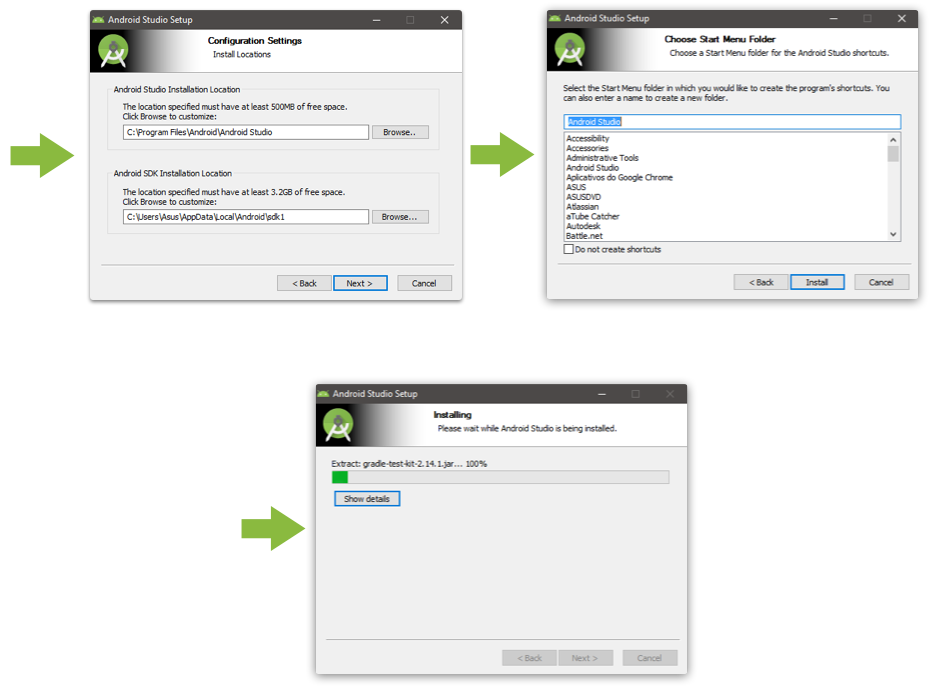 Android Studio Setup
Configuration Settings
Install Locations
Android Studio Installation Location
The location specified must have at least 500MB of free space.
Click Browse to customize:
C:\Program Files\Android\Android Studio
Browse..
Android SDK Installation Location
The location specified must have at least 3.2GB of free space.
Click Browse to customize:
C:\Users\Asus\AppData\Local\Android\sdk1
Browse...
< Back
Next >
Cancel
Android Studio Setup
Choose Start Menu Folder
Choose a Start Menu folder for the Android Studio shortcuts.
Select the Start Menu folder in which you would like to create the program's shortcuts. You
can also enter a name to create a new folder.
Android Studio
Accessibility
Accessories
Administrative Tools
Android Studio
Aplicativos do Google Chrome
ASUS
ASUSDVD
Atlassian
aTube Catcher
Autodesk
Battle.net
Do not create shortcuts
< Back
Install
Cancel
Android Studio Setup
Installing
Please wait while Android Studio is being installed.
Extract: gradle-test-kit-2.14.1.jar... 100%
Show details
< Back
Next >
Cancel